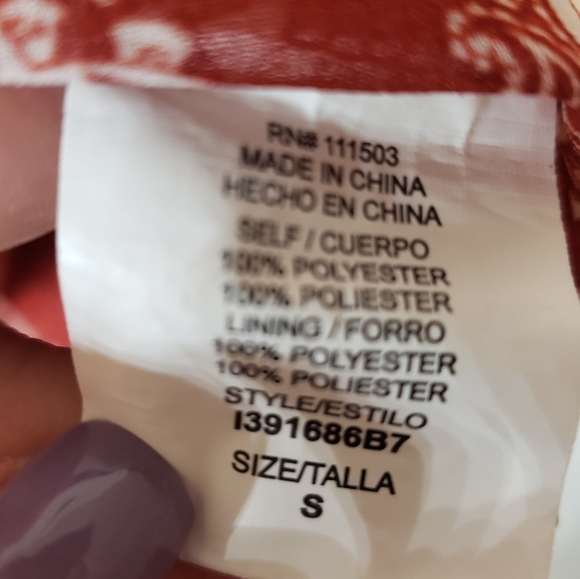 RN# 111503
MADE IN CHINA
HECHO EN CHINA
SELF / CUERPO
100% POLYESTER
100% POLIESTER
LINING / FORRO
100% POLYESTER
100% POLIESTER
STYLE/ESTILO
I391686B7
SIZE/TALLA
S